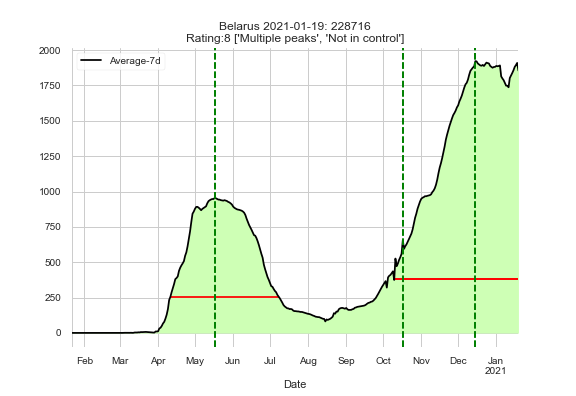 Belarus 2021-01-19: 228716
Rating:8 ['Multiple peaks', 'Not in control']
Average-7d
2000
1750
1500
1250
1000
750
500
250
0
Feb Mar Apr May Jun Jul Aug Sep Oct Nov Dec Jan
2021
Date